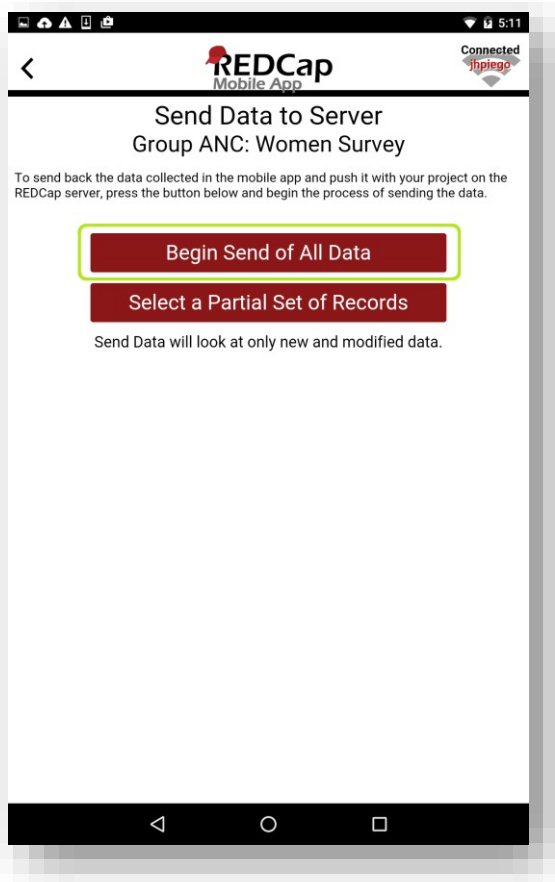 5:11
REDCap
Mobile App
Connected
jhpiego
Send Data to Server
Group ANC: Women Survey
To send back the data collected in the mobile app and push it with your project on the
REDCap server, press the button below and begin the process of sending the data.
Begin Send of All Data
Select a Partial Set of Records
Send Data will look at only new and modified data.